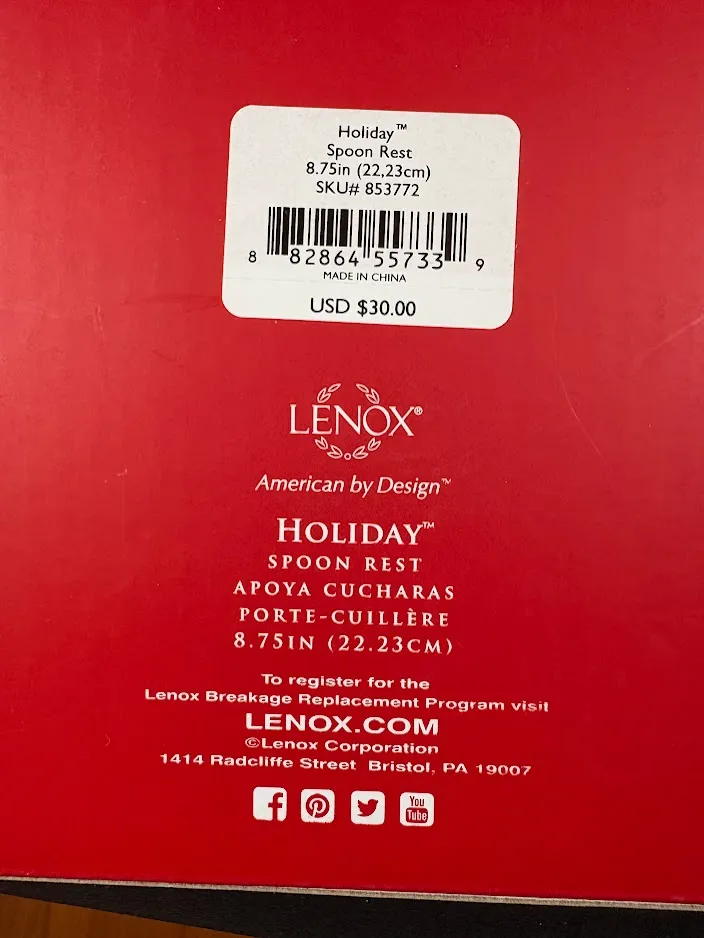 Holiday™
Spoon Rest
8.75in (22,23cm)
SKU# 853772
8 82864 55733 9
MADE IN CHINA
USD $30.00
LENOX®
American by Design™
HOLIDAY™
SPOON REST
APOYA CUCHARAS
PORTE-CUILLÈRE
8.75IN (22.23CM)
To register for the
Lenox Breakage Replacement Program visit
LENOX.COM
©Lenox Corporation
1414 Radcliffe Street Bristol, PA 19007
You
Tube